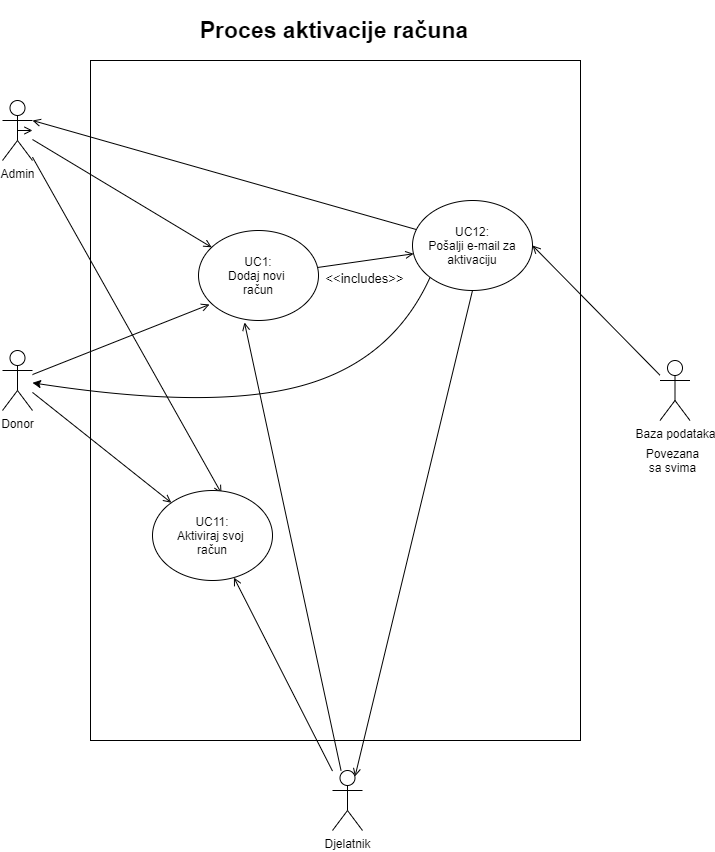 Proces aktivacije računa
Admin
UC12:
Pošalji e-mail za
aktivaciju
UC1:
Dodaj novi
račun
<<includes>>
Donor
Baza podataka
Povezana
sa svima
UC11:
Aktiviraj svoj
račun
Djelatnik